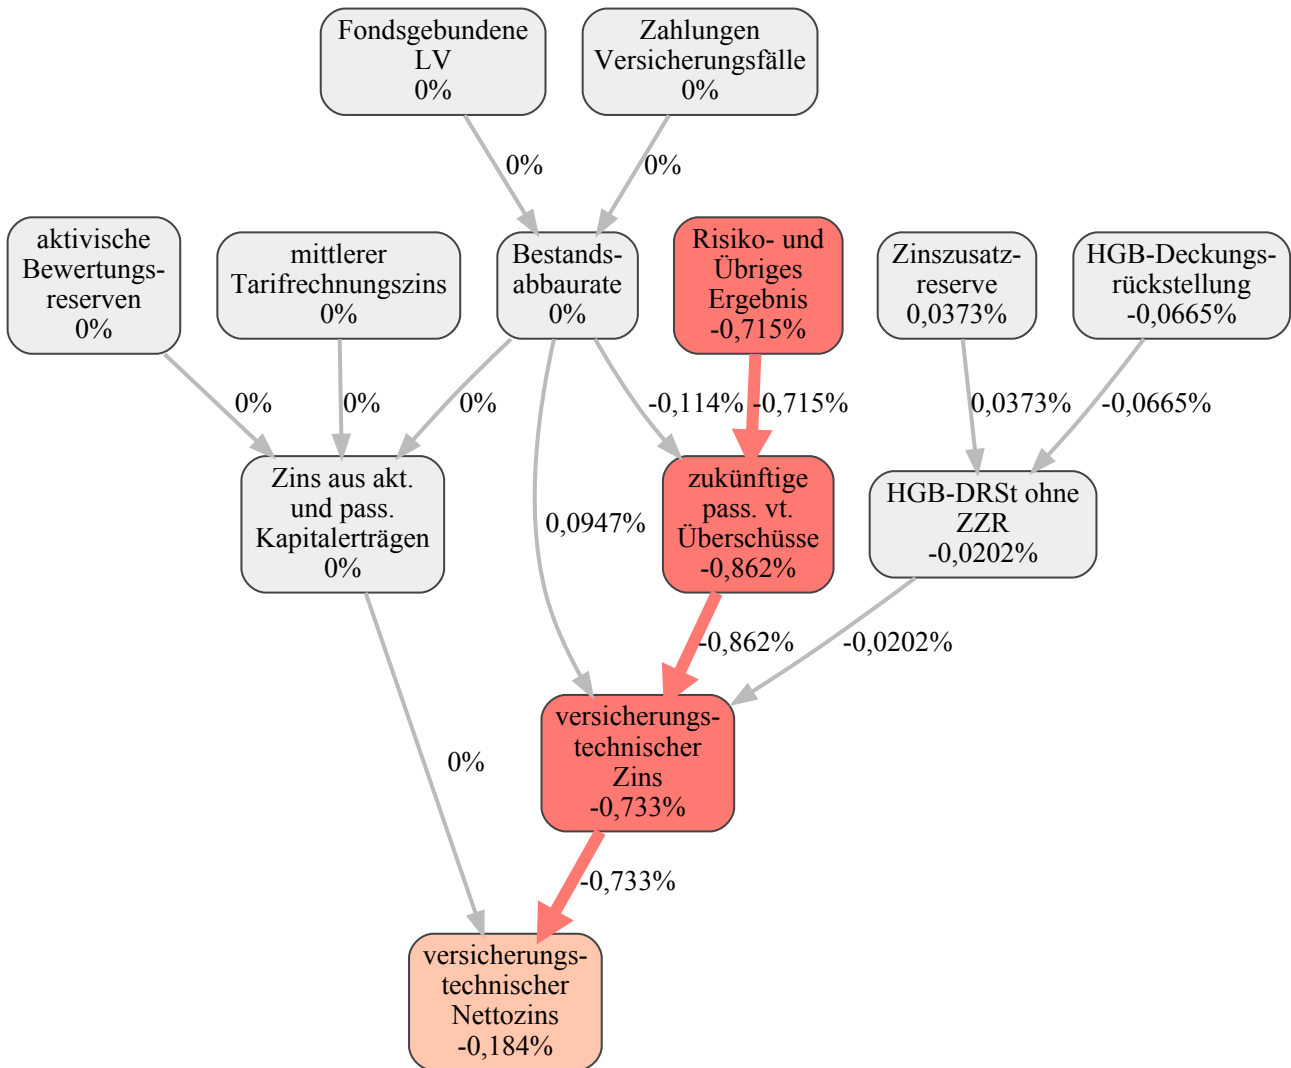 Fondsgebundene
LV
0%
Zahlungen
Versicherungsfälle
0%
0%
0%
aktivische
Bewertungs-
reserven
0%
mittlerer
Tarifrechnungszins
0%
Bestands-
abbaurate
0%
Risiko- und
Übriges
Ergebnis
-0,715%
Zinszusatz-
reserve
0,0373%
HGB-Deckungs-
rückstellung
-0,0665%
0%
0%
0%
-0,114%
-0,715%
0,0373%
-0,0665%
Zins aus akt.
und pass.
Kapitalerträgen
0%
0,0947%
zukünftige
pass. vt.
Überschüsse
-0,862%
HGB-DRSt ohne
ZZR
-0,0202%
-0,862%
-0,0202%
0%
versicherungs-
technischer
Zins
-0,733%
-0,733%
versicherungs-
technischer
Nettozins
-0,184%